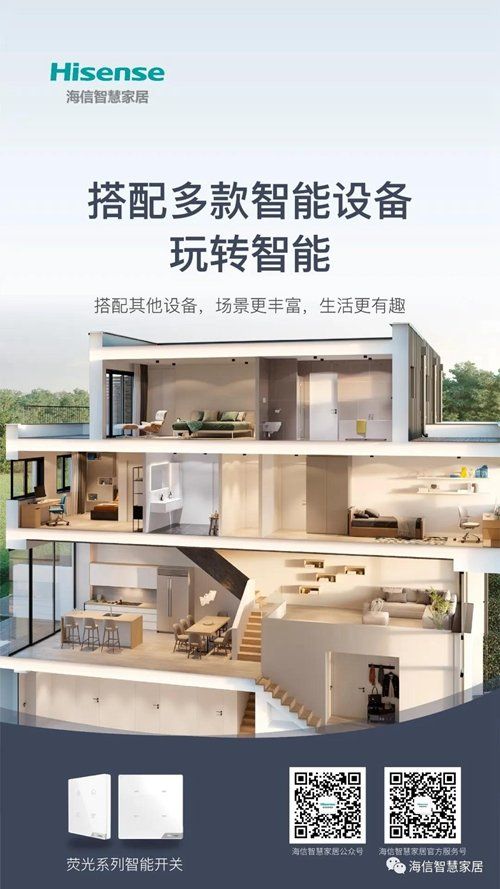 Hisense
海信智慧家居
搭配多款智能设备
玩转智能
搭配其他设备，场景更丰富，生活更有趣
荧光系列智能开关
海信智慧家居公众号
海信智慧家居官方服务号
海信智慧家居